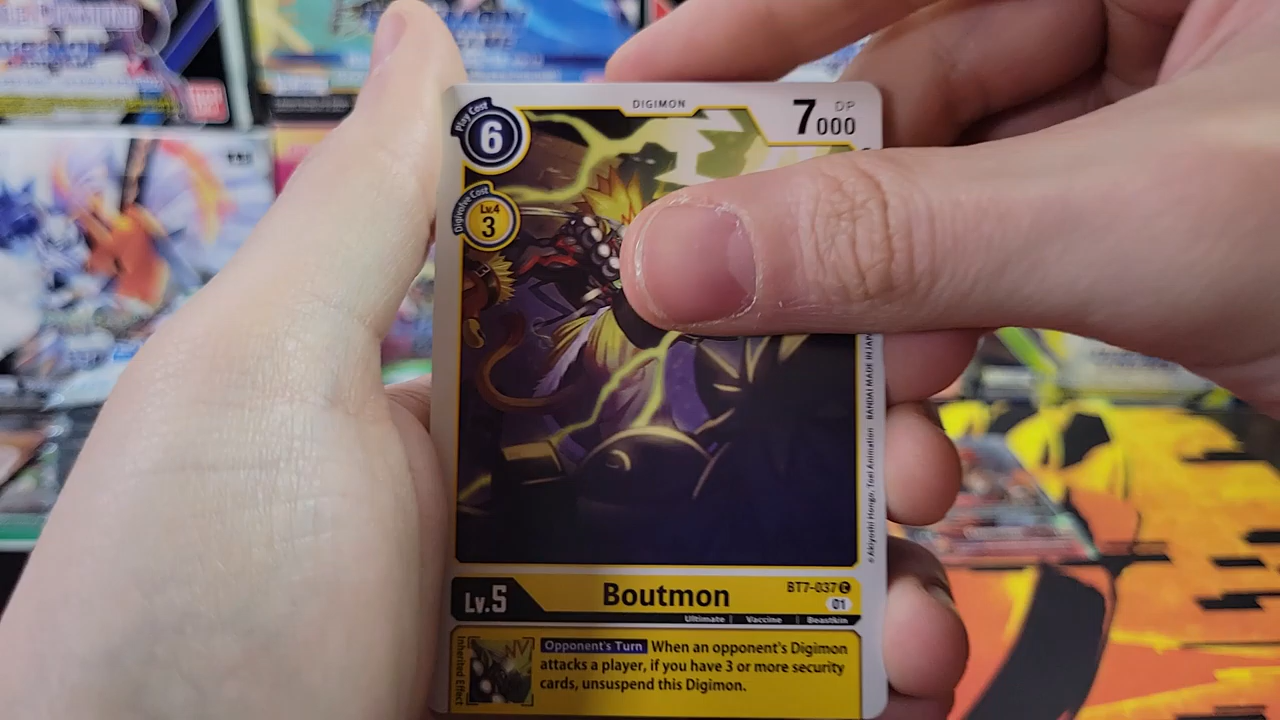 DIGIMON
Play Cost
6
DP
7000
Digivolve Cost
Lv.4
3
BANDAI MADE IN JAP
©Akiyoshi Hongo, Toei Animation
Lv.5
Boutmon
BT7-037 C
01
Ultimate | Vaccine | Beastkin
Inherited Effect
Opponent's Turn When an opponent's Digimon
attacks a player, if you have 3 or more security
cards, unsuspend this Digimon.